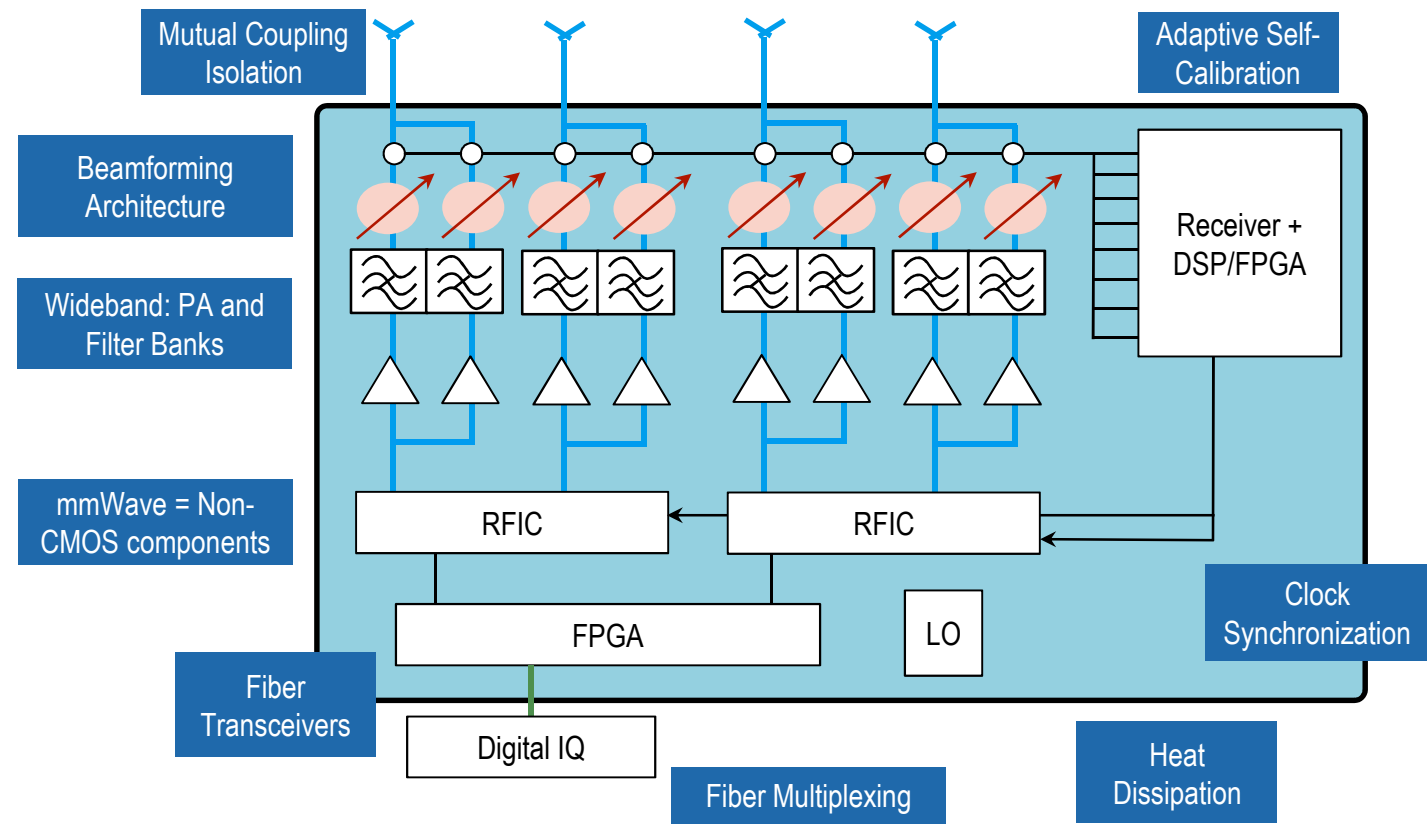 Mutual Coupling
Isolation
Adaptive Self-
Calibration
Beamforming
Architecture
Receiver +
DSP/FPGA
Wideband: PA and
Filter Banks
mmWave = Non-
CMOS components
RFIC
RFIC
FPGA
LO
Clock
Synchronization
Fiber
Transceivers
Digital IQ
Heat
Dissipation
Fiber Multiplexing